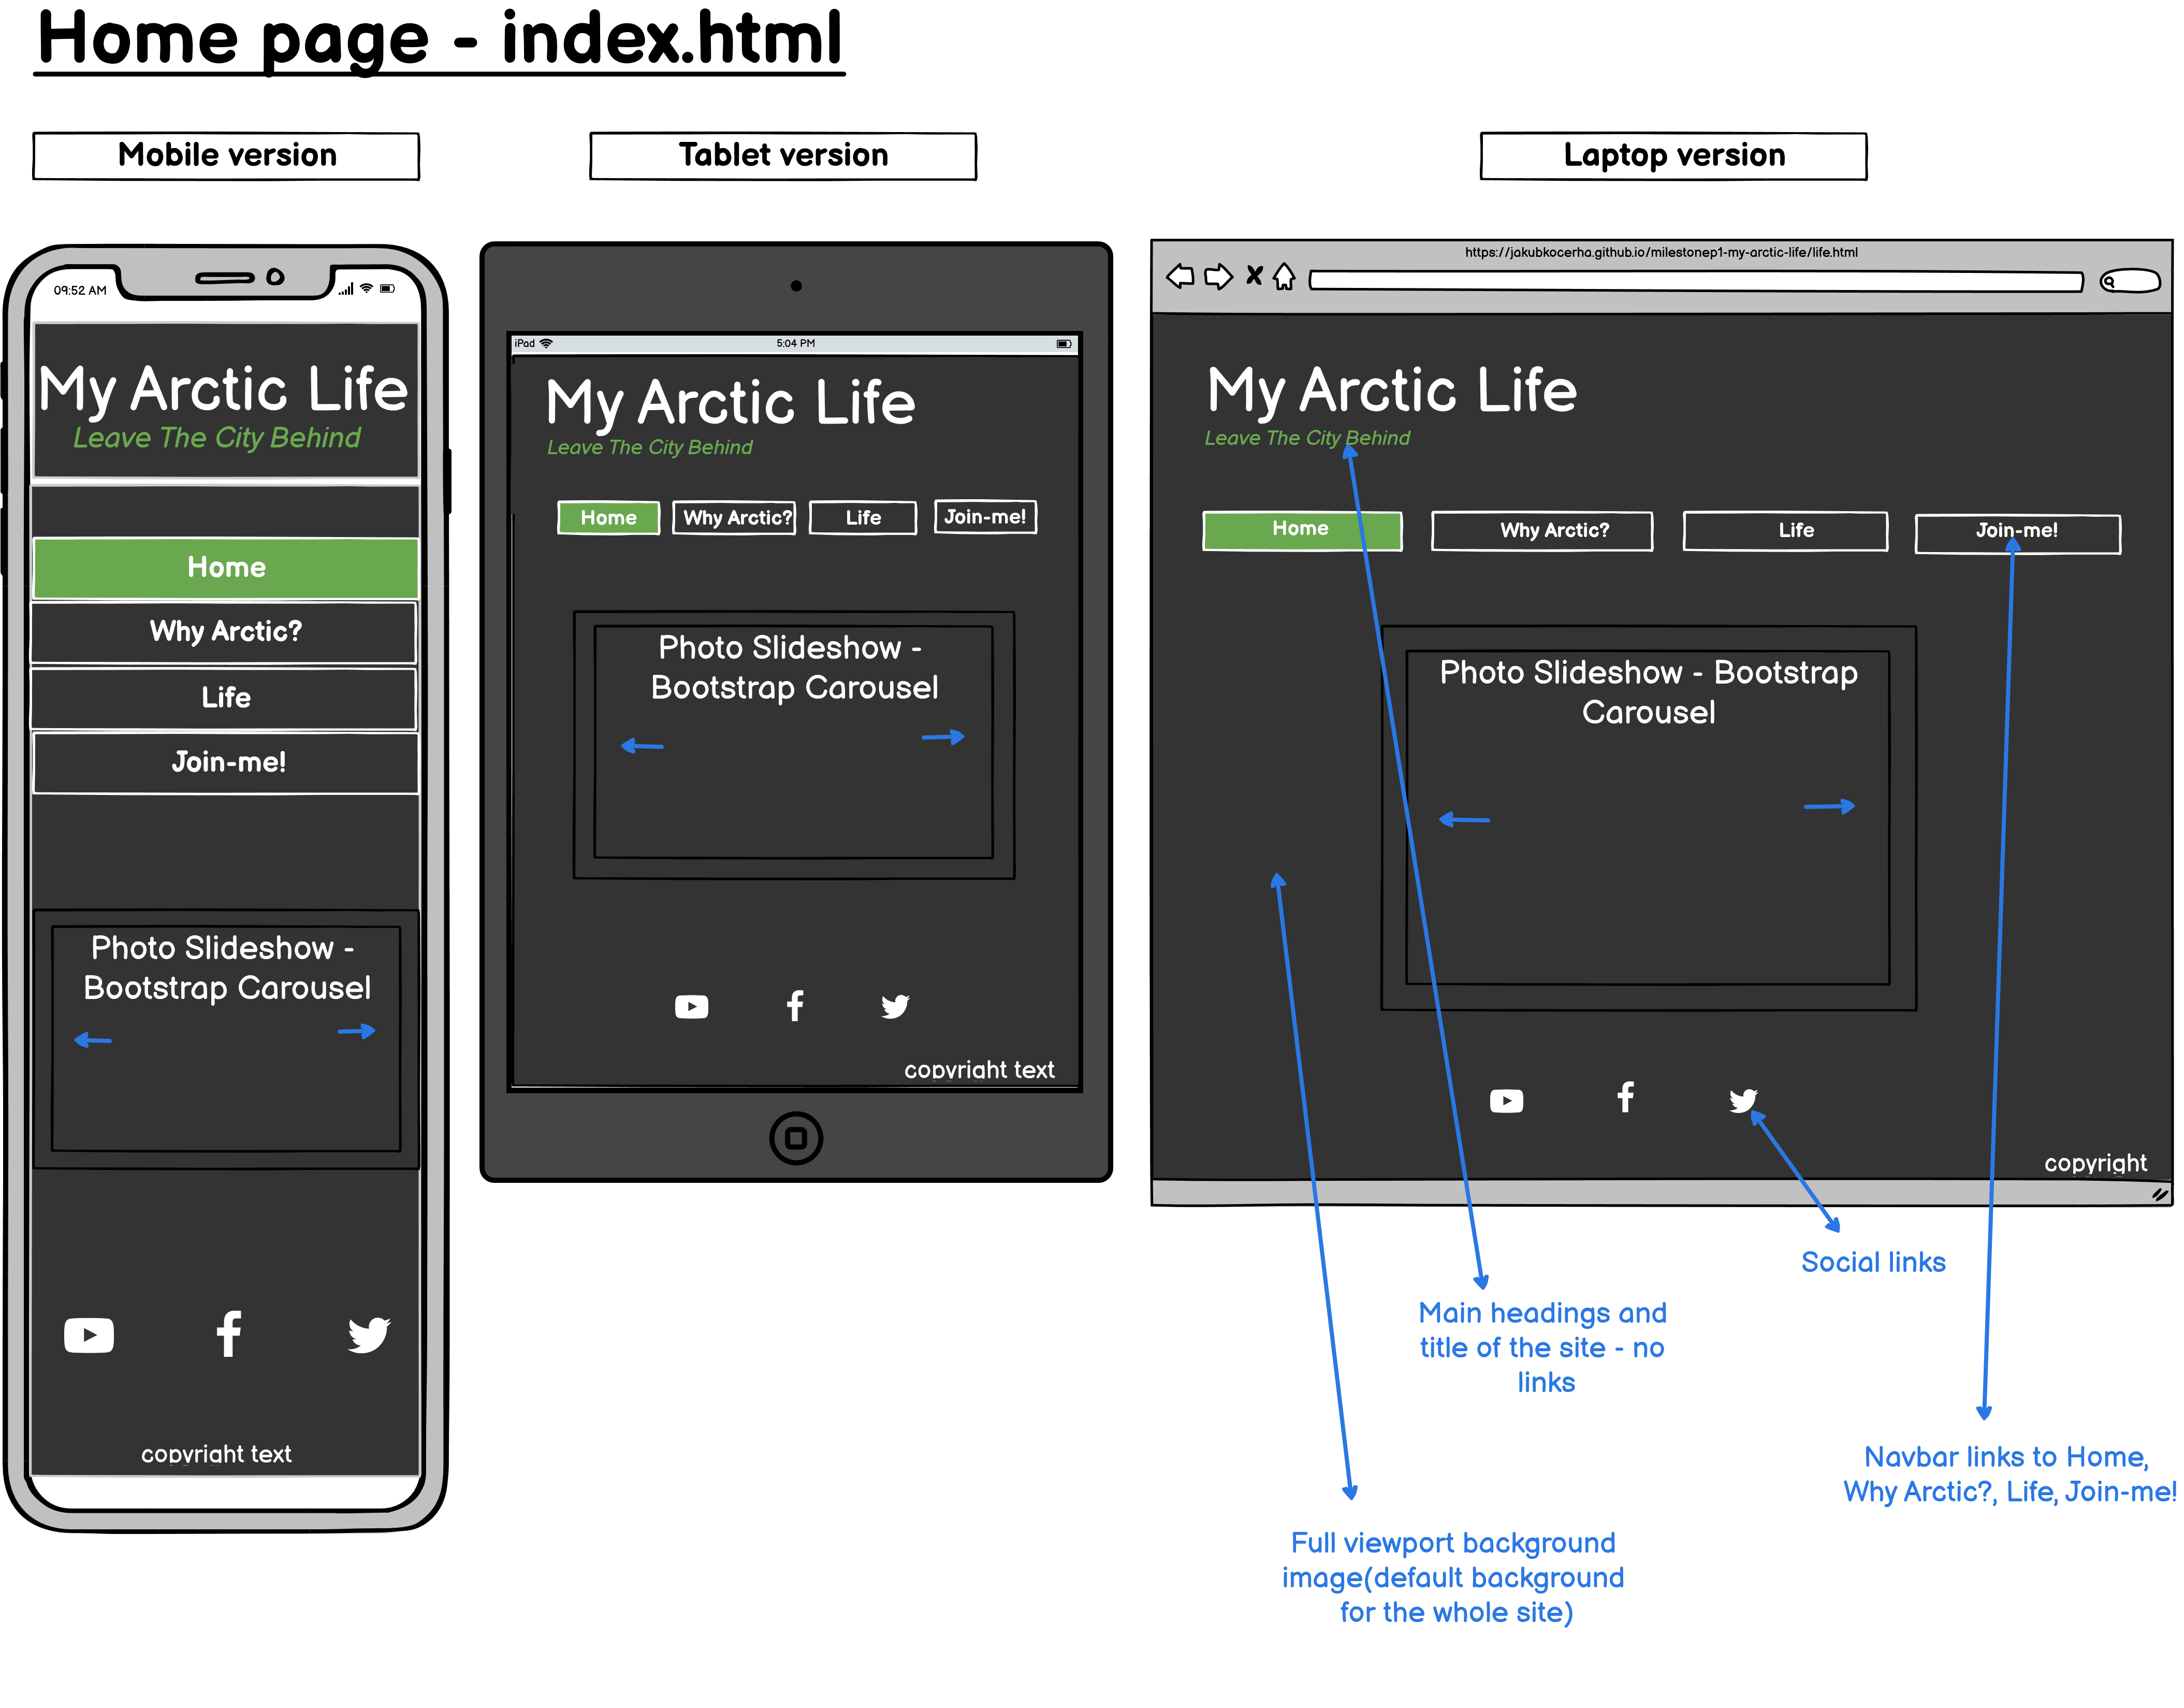 Home page - index.html
Mobile version
Tablet version
Laptop version
09:52 AM
My Arctic Life
Leave The City Behind
Home
Why Arctic?
Life
Join-me!
Photo Slideshow -
Bootstrap Carousel
copyright text
iPad
5:04 PM
My Arctic Life
Leave The City Behind
Home
Why Arctic?
Life
Join-me!
Photo Slideshow -
Bootstrap Carousel
copyright text
https://jakubkocerha.github.io/milestonep1-my-arctic-life/life.html
My Arctic Life
Leave The City Behind
Home
Why Arctic?
Life
Join-me!
Photo Slideshow - Bootstrap
Carousel
copyright
Social links
Main headings and
title of the site - no
links
Navbar links to Home,
Why Arctic?, Life, Join-me!
Full viewport background
image(default background
for the whole site)